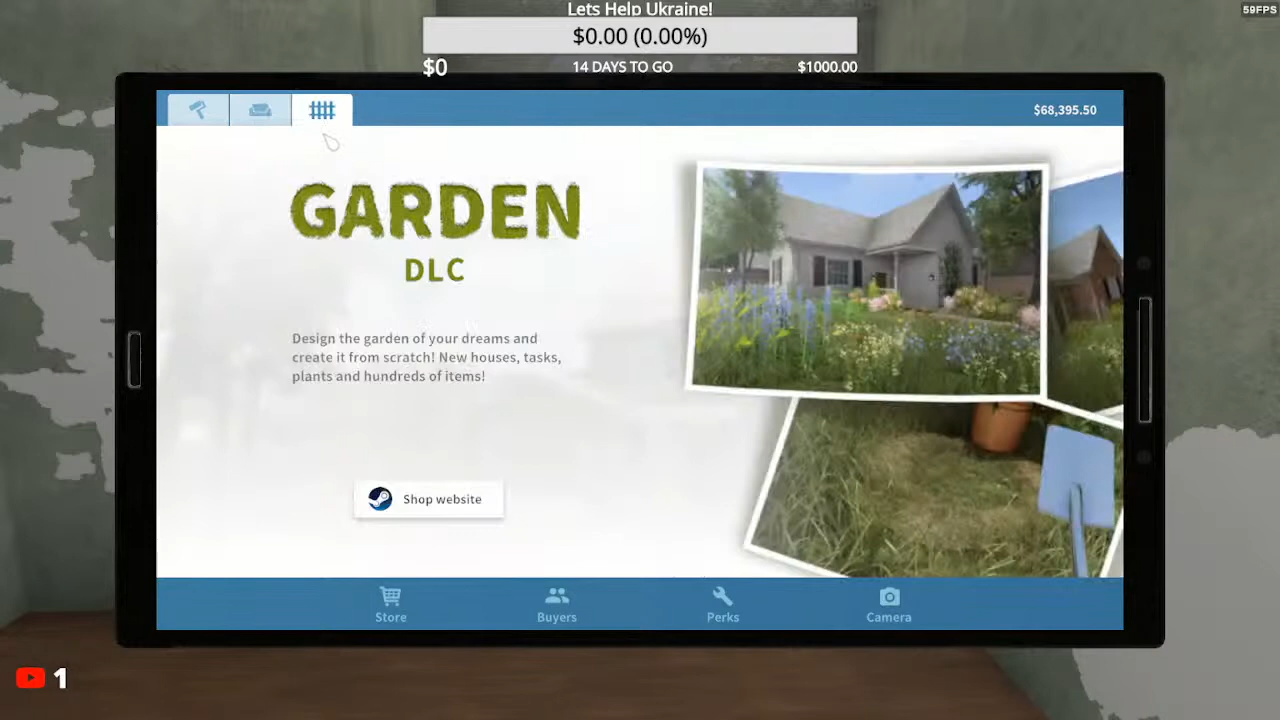 Lets Help Ukraine!
59FPS
$0.00 (0.00%)
$0 14 DAYS TO GO $1000.00
$68,395.50
GARDEN
DLC
Design the garden of your dreams and
create it from scratch! New houses, tasks,
plants and hundreds of items!
Shop website
Store Buyers Perks Camera
1